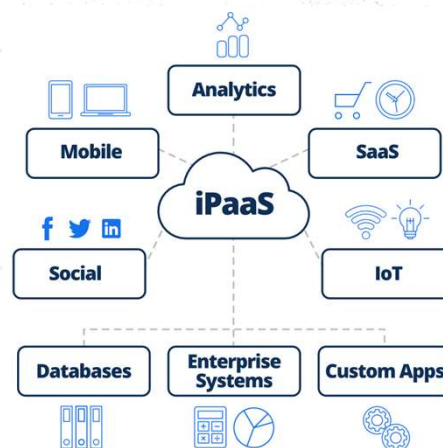 Analytics
Mobile
SaaS
iPaaS
Social
IoT
Databases
Enterprise
Systems
Custom Apps